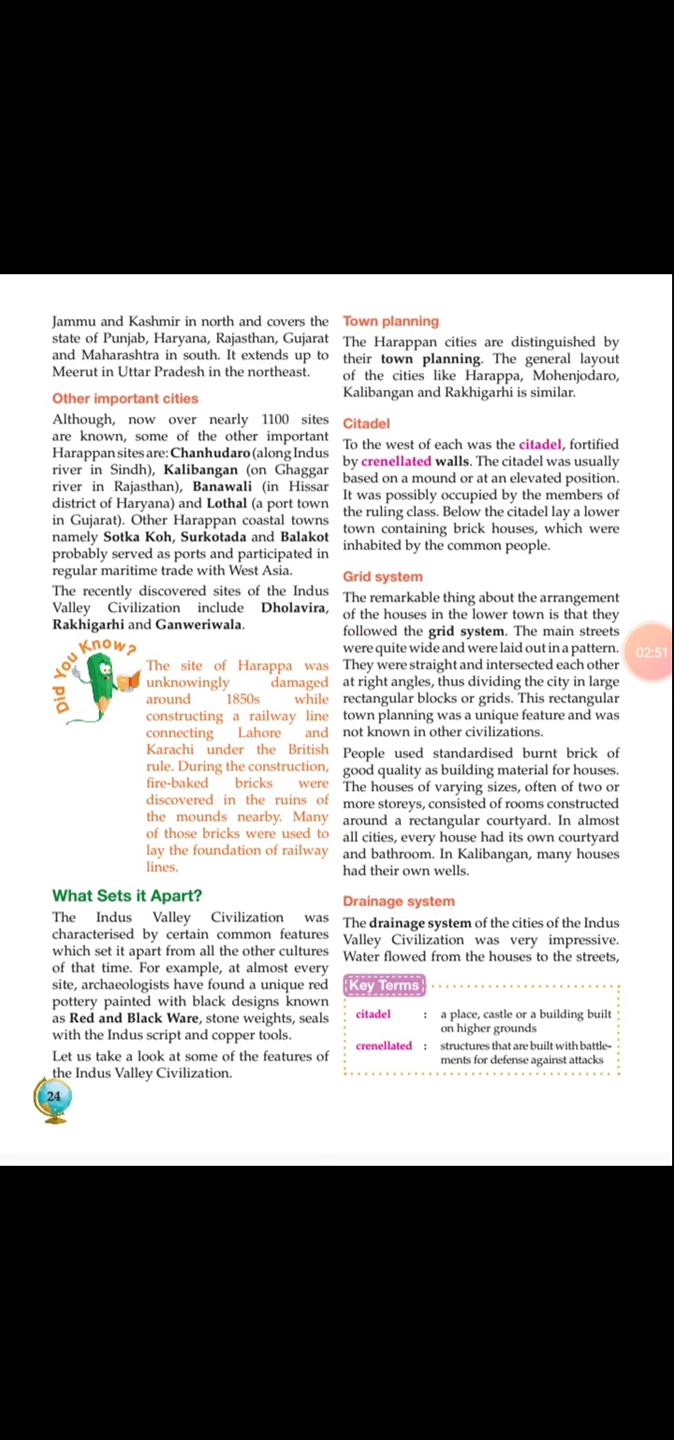 Jammu and Kashmir in north and covers the
state of Punjab, Haryana, Rajasthan, Gujarat
and Maharashtra in south. It extends up to
Meerut in Uttar Pradesh in the northeast.
Other important cities
Although, now over nearly 1100 sites
are known, some of the other important
Harappan sites are: Chanhudaro (along Indus
river in Sindh), Kalibangan (on Ghaggar
river in Rajasthan), Banawali (in Hissar
district of Haryana) and Lothal (a port town
in Gujarat). Other Harappan coastal towns
namely Sotka Koh, Surkotada and Balakot
probably served as ports and participated in
regular maritime trade with West Asia.
The recently discovered sites of the Indus
Valley Civilization include Dholavira,
Rakhigarhi and Ganweriwala.
Did You Know?
The site of Harappa was
unknowingly damaged
around 1850s while
constructing a railway line
connecting Lahore and
Karachi under the British
rule. During the construction,
fire-baked bricks were
discovered in the ruins of
the mounds nearby. Many
of those bricks were used to
lay the foundation of railway
lines.
What Sets it Apart?
The Indus Valley Civilization was
characterised by certain common features
which set it apart from all the other cultures
of that time. For example, at almost every
site, archaeologists have found a unique red
pottery painted with black designs known
as Red and Black Ware, stone weights, seals
with the Indus script and copper tools.
Let us take a look at some of the features of
the Indus Valley Civilization.
24
Town planning
The Harappan cities are distinguished by
their town planning. The general layout
of the cities like Harappa, Mohenjodaro,
Kalibangan and Rakhigarhi is similar.
Citadel
To the west of each was the citadel, fortified
by crenellated walls. The citadel was usually
based on a mound or at an elevated position.
It was possibly occupied by the members of
the ruling class. Below the citadel lay a lower
town containing brick houses, which were
inhabited by the common people.
Grid system
The remarkable thing about the arrangement
of the houses in the lower town is that they
followed the grid system. The main streets
were quite wide and were laid out in a pattern.
They were straight and intersected each other
at right angles, thus dividing the city in large
rectangular blocks or grids. This rectangular
town planning was a unique feature and was
not known in other civilizations.
People used standardised burnt brick of
good quality as building material for houses.
The houses of varying sizes, often of two or
more storeys, consisted of rooms constructed
around a rectangular courtyard. In almost
all cities, every house had its own courtyard
and bathroom. In Kalibangan, many houses
had their own wells.
Drainage system
The drainage system of the cities of the Indus
Valley Civilization was very impressive.
Water flowed from the houses to the streets,
Key Terms
citadel : a place, castle or a building built
on higher grounds
crenellated : structures that are built with battle-
ments for defense against attacks
02:51